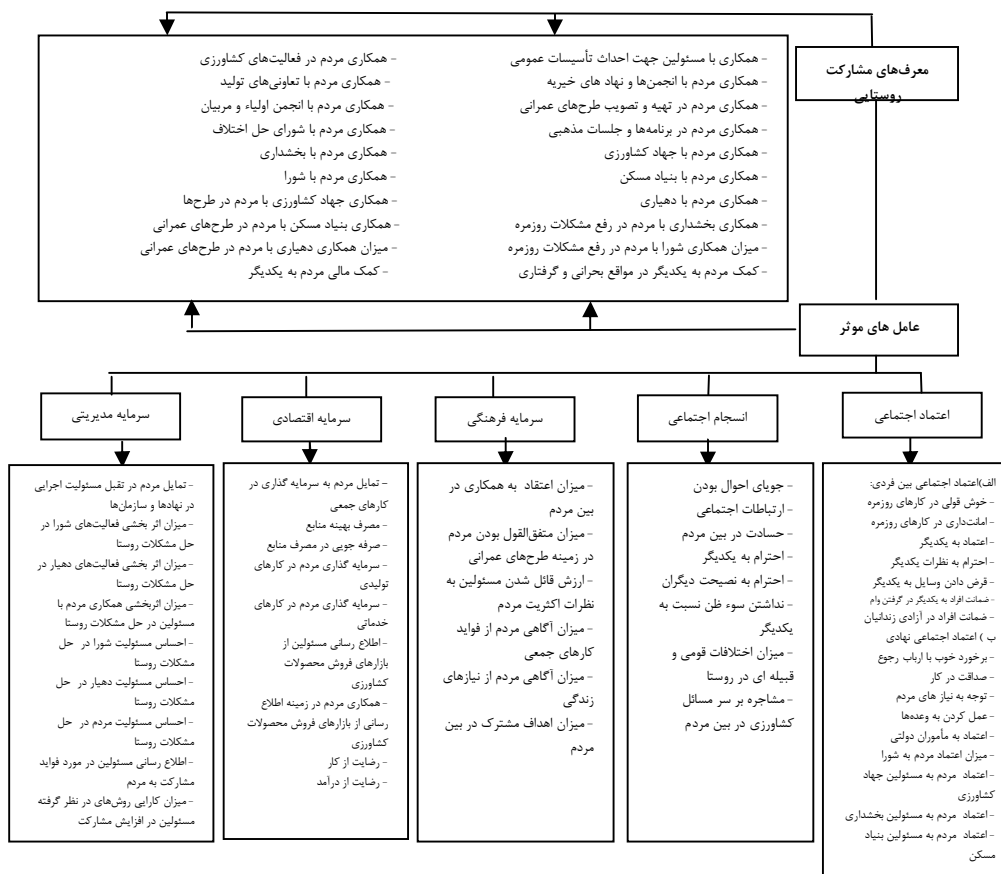 معرف‌های مشارکت
روستایی
- همکاری با مسئولین جهت احداث تأسیسات عمومی
- همکاری مردم با انجمن‌ها و نهاد های خیریه
- همکاری مردم در تهیه و تصویب طرح‌های عمرانی
- همکاری مردم در برنامه‌ها و جلسات مذهبی
- همکاری مردم با جهاد کشاورزی
- همکاری مردم با بنیاد مسکن
- همکاری مردم با دهیاری
- همکاری بخشداری با مردم در رفع مشکلات روزمره
- میزان همکاری شورا با مردم در رفع مشکلات روزمره
- کمک مردم به یکدیگر در مواقع بحرانی و گرفتاری
- همکاری مردم در فعالیت‌های کشاورزی
- همکاری مردم با تعاونی‌های تولید
- همکاری مردم با انجمن اولیاء و مربیان
- همکاری مردم با شورای حل اختلاف
- همکاری مردم با بخشداری
- همکاری مردم با شورا
- همکاری جهاد کشاورزی با مردم در طرح‌ها
- همکاری بنیاد مسکن با مردم در طرح‌های عمرانی
- میزان همکاری دهیاری با مردم در طرح‌های عمرانی
- کمک مالی مردم به یکدیگر
عامل های موثر
اعتماد اجتماعی
الف)اعتماد اجتماعی بین فردی:
- خوش قولی در کارهای روزمره
- امانت‌داری در کارهای روزمره
- اعتماد به یکدیگر
- احترام به نظرات یکدیگر
- قرض دادن وسایل به یکدیگر
- ضمانت افراد به یکدیگر در گرفتن وام
- ضمانت افراد در آزادی زندانیان
ب ) اعتماد اجتماعی نهادی
- برخورد خوب با ارباب رجوع
- صداقت در کار
- توجه به نیاز های مردم
- عمل کردن به وعده‌ها
- اعتماد به مأموران دولتی
- میزان اعتماد مردم به شورا
- اعتماد مردم به مسئولین جهاد
کشاورزی
- اعتماد مردم به مسئولین بخشداری
- اعتماد مردم به مسئولین بنیاد
مسکن
انسجام اجتماعی
- جویای احوال بودن
- ارتباطات اجتماعی
- حسادت در بین مردم
- احترام به یکدیگر
- احترام به نصیحت دیگران
- نداشتن سوء ظن نسبت به
یکدیگر
- میزان اختلافات قومی و
قبیله ای در روستا
- مشاجره بر سر مسائل
کشاورزی در بین مردم
سرمایه فرهنگی
- میزان اعتقاد به همکاری در
بین مردم
- میزان متفق‌القول بودن مردم
در زمینه طرح‌های عمرانی
- ارزش قائل شدن مسئولین به
نظرات اکثریت مردم
- میزان آگاهی مردم از فواید
کارهای جمعی
- میزان آگاهی مردم از نیازهای
زندگی
- میزان اهداف مشترک در بین
مردم
سرمایه اقتصادی
- تمایل مردم به سرمایه گذاری در
کارهای جمعی
- مصرف بهینه منابع
- صرفه جویی در مصرف منابع
- سرمایه گذاری مردم در کارهای
تولیدی
- سرمایه گذاری مردم در کارهای
خدماتی
- اطلاع رسانی مسئولین از
بازارهای فروش محصولات
کشاورزی
- همکاری مردم در زمینه اطلاع
رسانی از بازارهای فروش محصولات
کشاورزی
- رضایت از کار
- رضایت از درآمد
سرمایه مدیریتی
- تمایل مردم در تقبل مسئولیت اجرایی
در نهادها و سازمان‌ها
- میزان اثر بخشی فعالیت‌های شورا در
حل مشکلات روستا
- میزان اثر بخشی فعالیت‌های دهیار در
حل مشکلات روستا
- میزان اثربخشی همکاری مردم با
مسئولین در حل مشکلات روستا
- احساس مسئولیت شورا در حل
مشکلات روستا
- احساس مسئولیت دهیار در حل
مشکلات روستا
- احساس مسئولیت مردم در حل
مشکلات روستا
- اطلاع رسانی مسئولین در مورد فواید
مشارکت به مردم
- میزان کارایی روش‌های در نظر گرفته
مسئولین در افزایش مشارکت